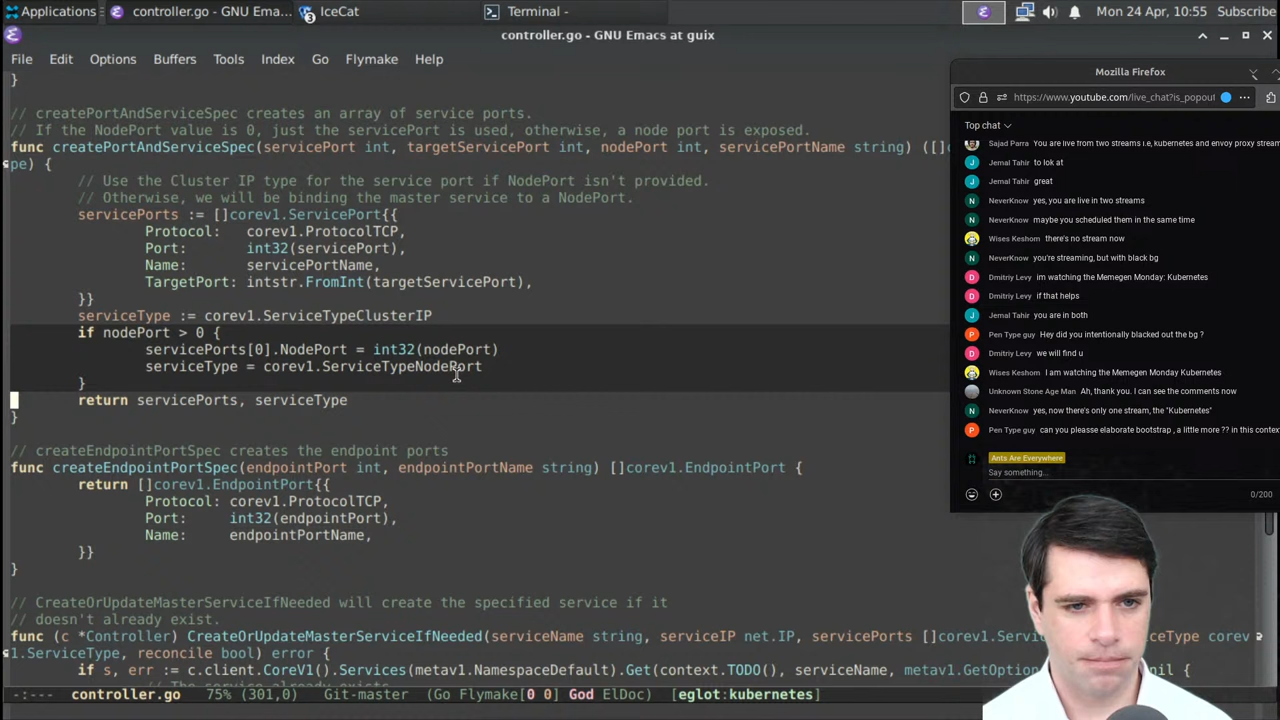 Applications
controller.go - GNU Ema...
3
IceCat
Terminal -
Mon 24 Apr, 10:55
Subscribe
controller.go - GNU Emacs at guix
File Edit Options Buffers Tools Index Go Flymake Help
}
// createPortAndServiceSpec creates an array of service ports.
// If the NodePort value is 0, just the servicePort is used, otherwise, a node port is exposed.
func createPortAndServiceSpec(servicePort int, targetServicePort int, nodePort int, servicePortName string) ([]c
pe) {
// Use the Cluster IP type for the service port if NodePort isn't provided.
// Otherwise, we will be binding the master service to a NodePort.
servicePorts := []corev1.ServicePort{{
Protocol: corev1.ProtocolTCP,
Port: int32(servicePort),
Name: servicePortName,
TargetPort: intstr.FromInt(targetServicePort),
}}
serviceType := corev1.ServiceTypeClusterIP
if nodePort > 0 {
servicePorts[0].NodePort = int32(nodePort)
serviceType = corev1.ServiceTypeNodePort
}
return servicePorts, serviceType
}
// createEndpointPortSpec creates the endpoint ports
func createEndpointPortSpec(endpointPort int, endpointPortName string) []corev1.EndpointPort {
return []corev1.EndpointPort{{
Protocol: corev1.ProtocolTCP,
Port: int32(endpointPort),
Name: endpointPortName,
}}
}
// CreateOrUpdateMasterServiceIfNeeded will create the specified service if it
// doesn't already exist.
func (c *Controller) CreateOrUpdateMasterServiceIfNeeded(serviceName string, serviceIP net.IP, servicePorts []corev1.Serv
viceType corev
1.ServiceType, reconcile bool) error {
if s, err := c.client.CoreV1().Services(metav1.NamespaceDefault).Get(context.TODO(), serviceName, metav1.GetOption
nil {
-:--- controller.go 75% (301,0) Git-master (Go Flymake[0 0] God ElDoc) [eglot:kubernetes]
Mozilla Firefox
https://www.youtube.com/live_chat?is_popout
Top chat
Sajad Parra You are live from two streams i.e, kubernetes and envoy proxy stream
Jemal Tahir to lok at
Jemal Tahir great
NeverKnow yes, you are live in two streams
NeverKnow maybe you scheduled them in the same time
Wises Keshom there's no stream now
NeverKnow you're streaming, but with black bg
Dmitriy Levy im watching the Memegen Monday: Kubernetes
Dmitriy Levy if that helps
Jemal Tahir you are in both
Pen Type guy Hey did you intentionally blacked out the bg ?
Dmitriy Levy we will find u
Wises Keshom I am watching the Memegen Monday Kubernetes
Unknown Stone Age Man Ah, thank you. I can see the comments now
NeverKnow yes, now there's only one stream, the "Kubernetes"
Pen Type guy can you pleasse elaborate bootstrap , a little more ?? in this contex
Ants Are Everywhere
Say something...
0/200